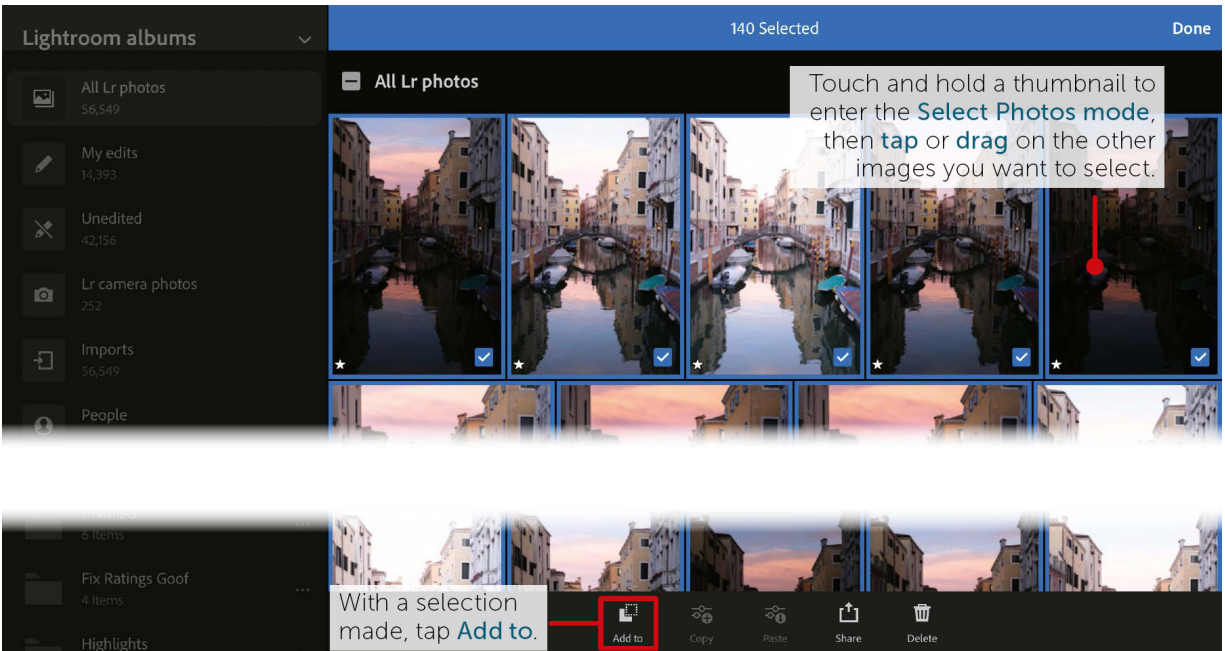 Lightroom albums
140 Selected
Done
All Lr photos
56,549
My edits
14,393
Unedited
42,156
Lr camera photos
252
Imports
56,549
People
6 Items
Fix Ratings Goof
4 Items
Highlights
All Lr photos
Touch and hold a thumbnail to
enter the Select Photos mode,
then tap or drag on the other
images you want to select.
With a selection
made, tap Add to.
Add to
Copy
Paste
Share
Delete